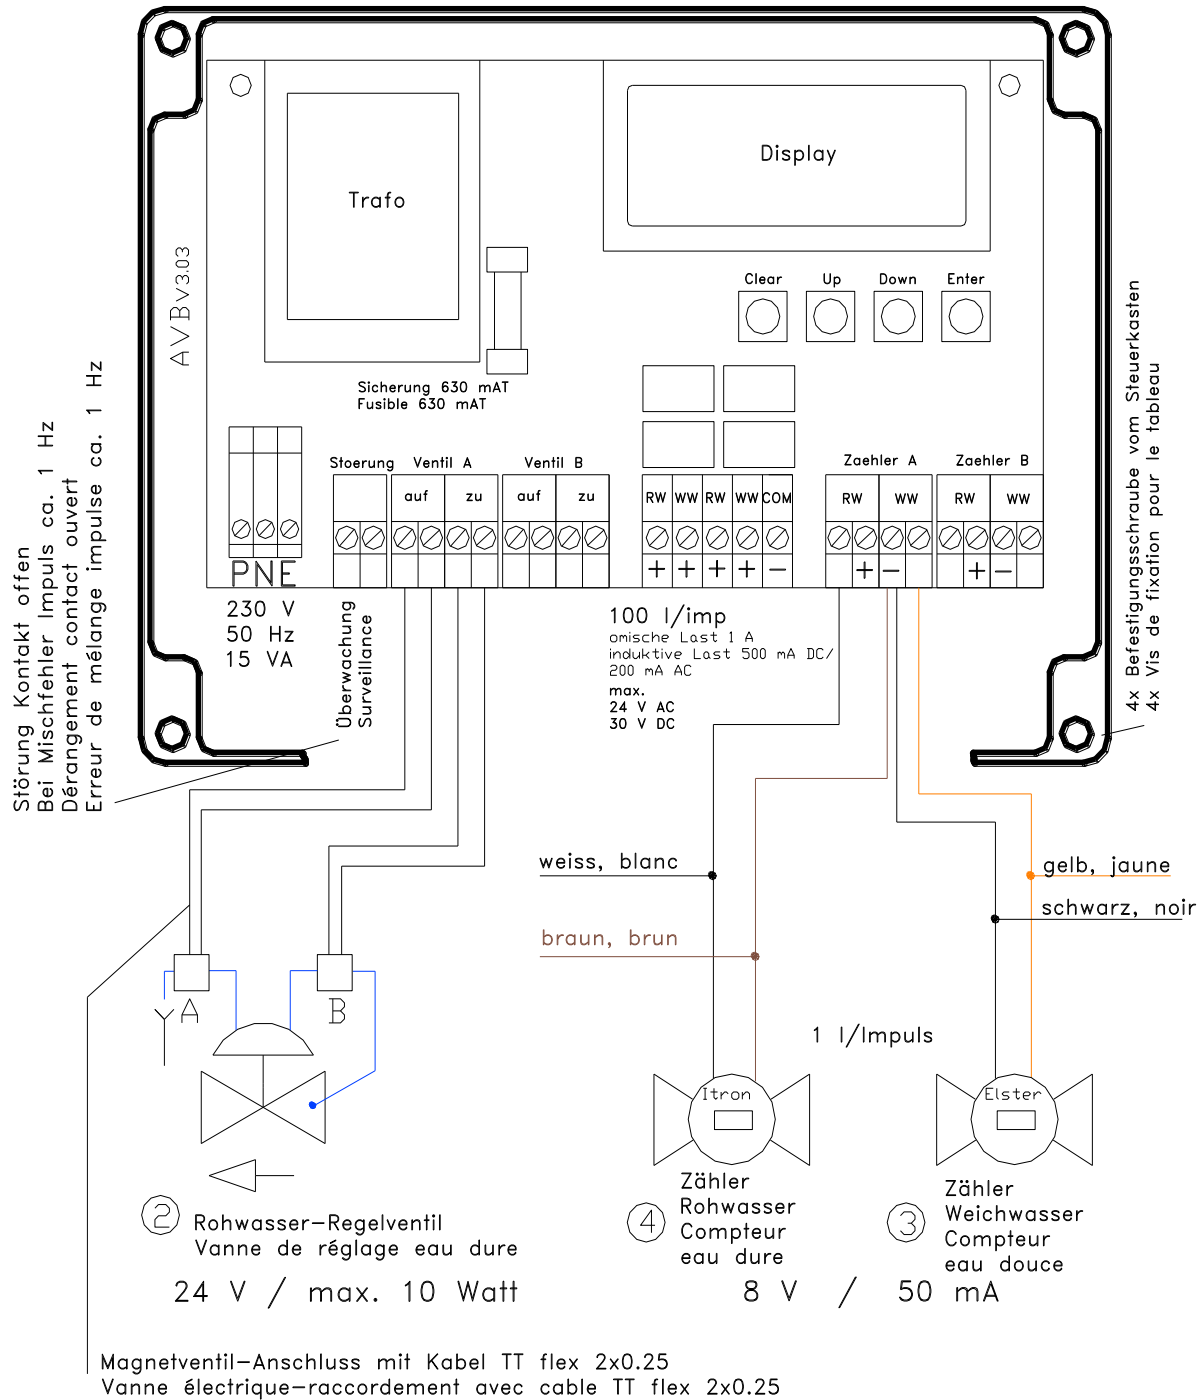 Trafo
Display
AVBv3.03
Clear
Up
Down
Enter
Sicherung 630 mAT
Fusible 630 mAT
Stoerung
Ventil A
Ventil B
auf
zu
auf
zu
RW
WW
RW
WW
COM
+
+
+
+
−
Zaehler A
Zaehler B
RW
WW
RW
WW
+
−
+
−
PNE
230 V
50 Hz
15 VA
Überwachung
Surveillance
100 l/imp
omische Last 1 A
induktive Last 500 mA DC/
200 mA AC
max.
24 V AC
30 V DC
Störung Kontakt offen
Bei Mischfehler Impuls ca. 1 Hz
Dérangement contact ouvert
Erreur de mélange impulse ca. 1 Hz
4x Befestigungsschraube vom Steuerkasten
4x Vis de fixation pour le tableau
weiss, blanc
braun, brun
gelb, jaune
schwarz, noir
A
B
1 l/Impuls
Itron
Elster
2
Rohwasser-Regelventil
Vanne de réglage eau dure
24 V / max. 10 Watt
4
Zähler
Rohwasser
Compteur
eau dure
3
Zähler
Weichwasser
Compteur
eau douce
8 V / 50 mA
Magnetventil-Anschluss mit Kabel TT flex 2x0.25
Vanne électrique-raccordement avec cable TT flex 2x0.25